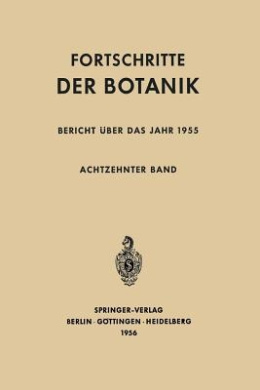 FORTSCHRITTE
DER BOTANIK
BERICHT ÜBER DAS JAHR 1955
ACHTZEHNTER BAND
SPRINGER-VERLAG
BERLIN · GÖTTINGEN · HEIDELBERG
1956